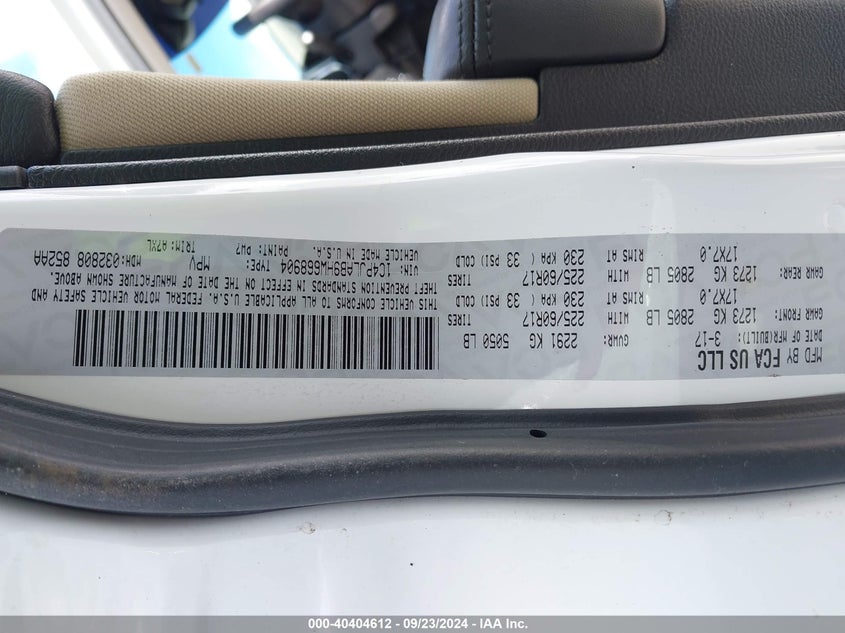 MFD BY FCA US LLC
DATE OF MFR(BUILT): 3-17
GVWR: 2291 KG 5050 LB
GAWR FRONT: 1273 KG 2805 LB WITH 225/60R17 TIRES
17X7.0 RIMS AT 230 KPA ( 33 PSI COLD
GAWR REAR: 1273 KG 2805 LB WITH 225/60R17 TIRES
17X7.0 RIMS AT 230 KPA ( 33 PSI COLD
THIS VEHICLE CONFORMS TO ALL APPLICABLE U.S.A. FEDERAL MOTOR VEHICLE SAFETY AND
THEFT PREVENTION STANDARDS IN EFFECT ON THE DATE OF MANUFACTURE SHOWN ABOVE.
VIN: 1C4PJLAB9HW668904 TYPE: MPV MDH: 032808 852AA
VEHICLE MADE IN U.S.A. PAINT: PW7 TRIM: A7XL
000-40404612 - 09/23/2024 - IAA Inc.